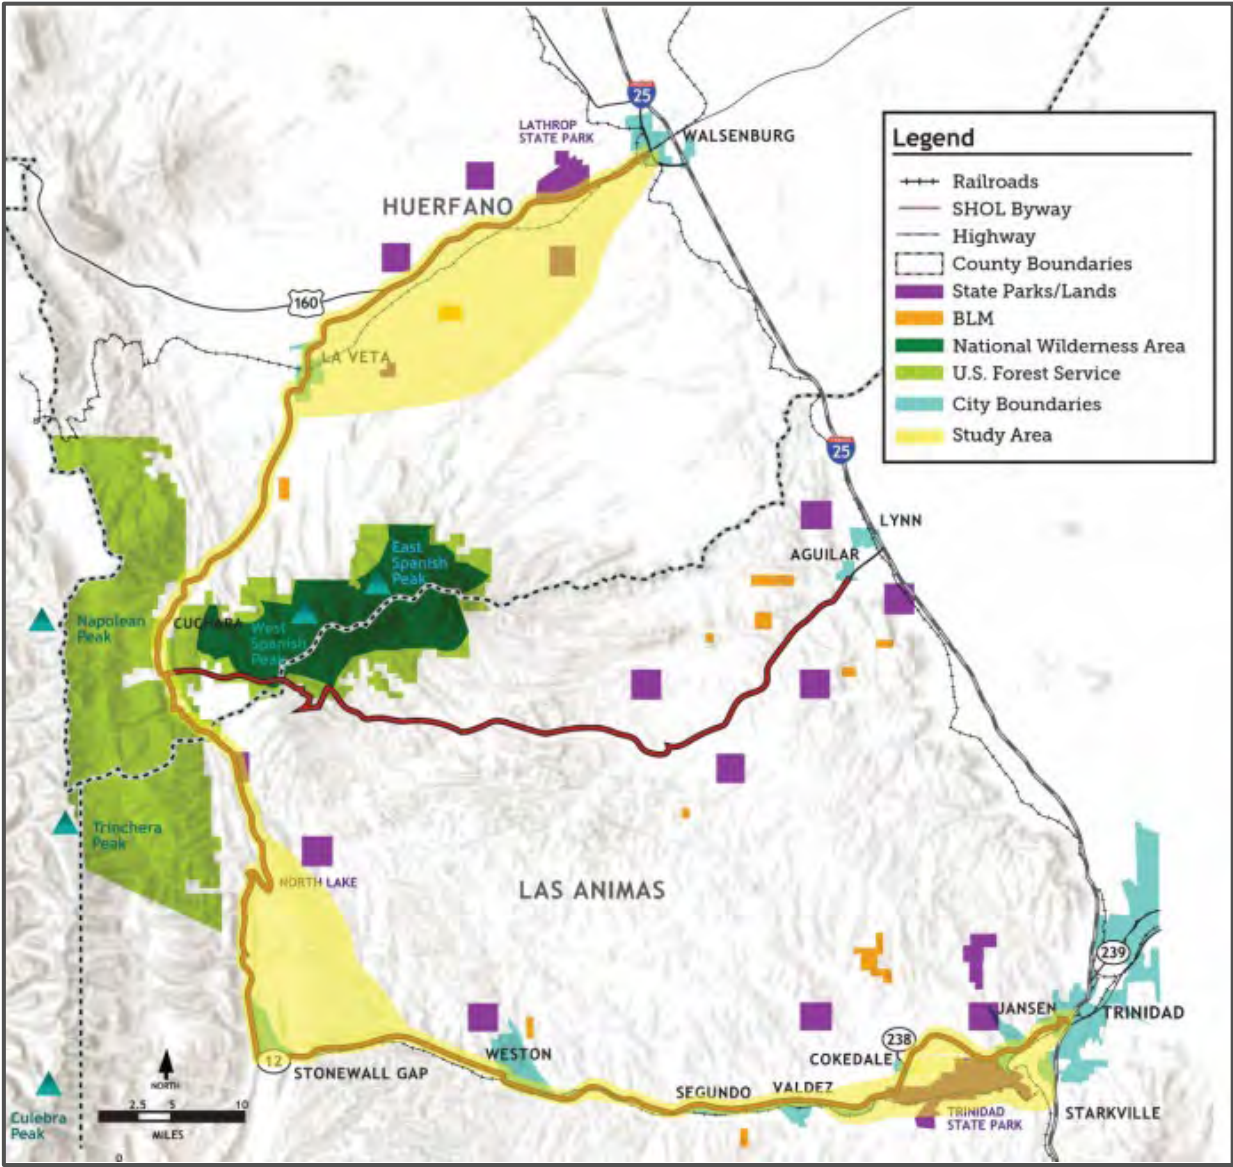 25
LATHROP
STATE PARK
WALSENBURG
HUERFANO
160
LA VETA
Legend
Railroads
SHOL Byway
Highway
County Boundaries
State Parks/Lands
BLM
National Wilderness Area
U.S. Forest Service
City Boundaries
Study Area
25
LYNN
AGUILAR
East
Spanish
Peak
Napolean
Peak
CUCHARA
West
Spanish
Peak
Trinchera
Peak
NORTH LAKE
LAS ANIMAS
239
JANSEN
TRINIDAD
238
COKEDALE
12
STONEWALL GAP
WESTON
SEGUNDO
VALDEZ
TRINIDAD
STATE PARK
STARKVILLE
NORTH
2.5 5 10
MILES
0
Culebra
Peak